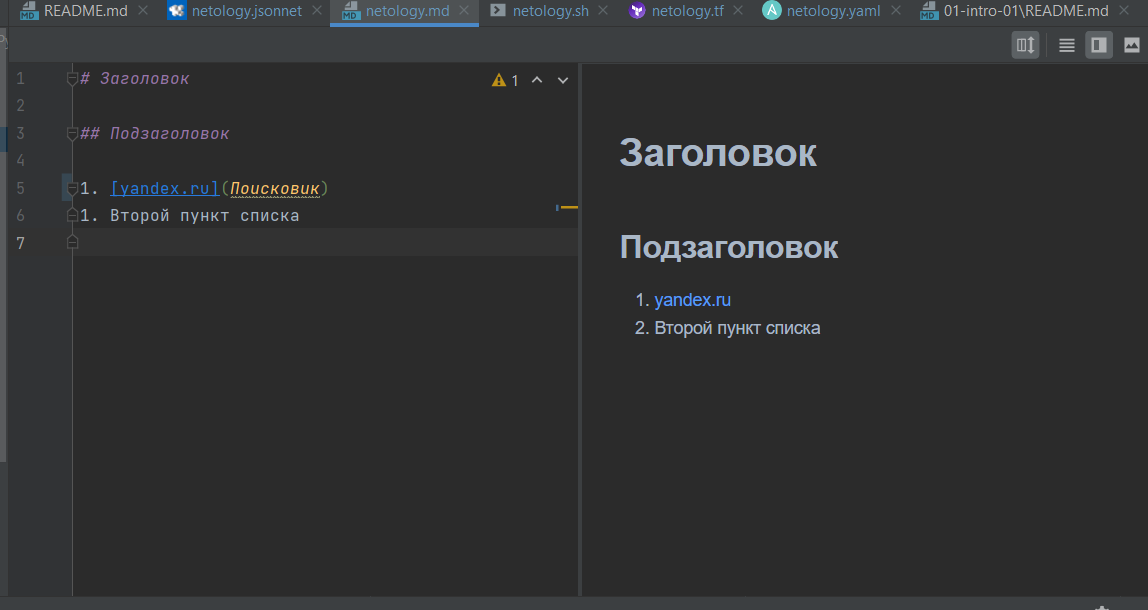 README.md netology.jsonnet netology.md netology.sh netology.tf netology.yaml 01-intro-01\README.md
1 # Заголовок 1
2
3 ## Подзаголовок
4
5 1. [yandex.ru](Поисковик)
6 1. Второй пункт списка
7
Заголовок
Подзаголовок
1. yandex.ru
2. Второй пункт списка